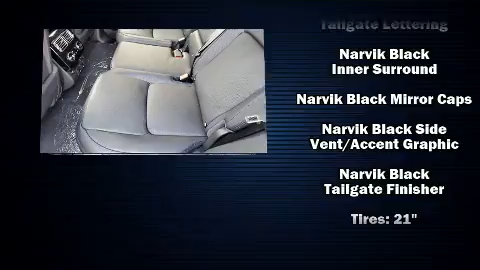 Tailgate Lettering
Narvik Black
Inner Surround
Narvik Black Mirror Caps
Narvik Black Side
Vent/Accent Graphic
Narvik Black
Tailgate Finisher
Tires: 21"